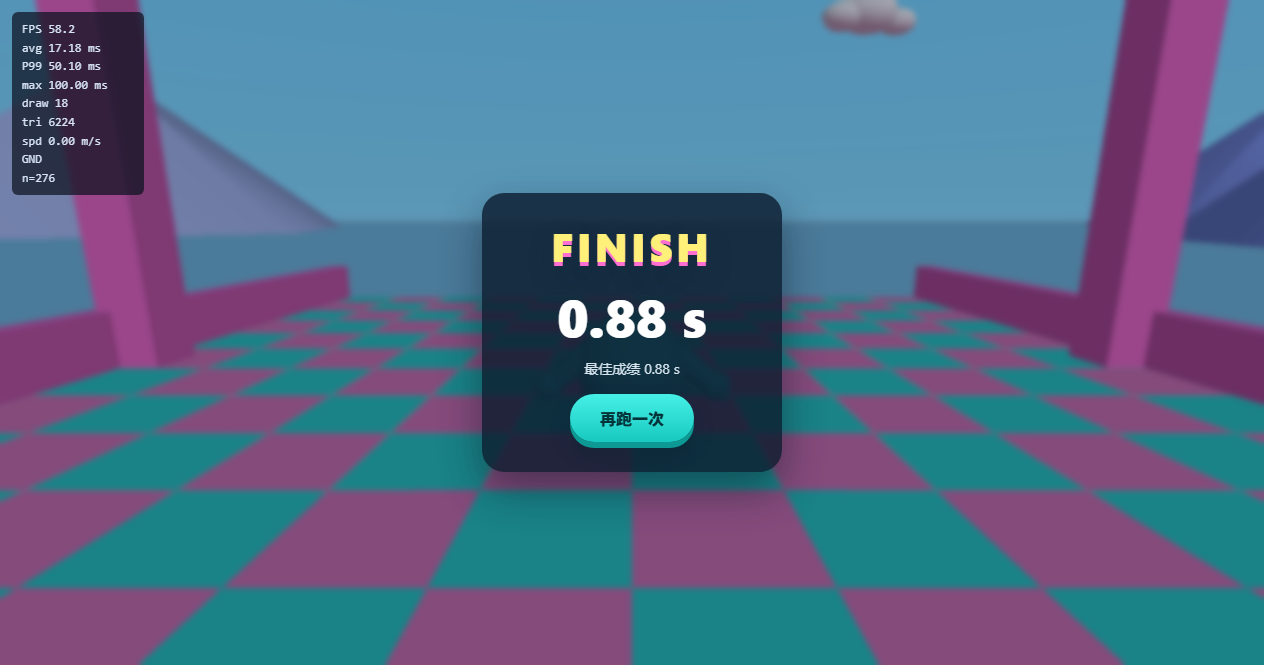 FPS 58.2
avg 17.18 ms
P99 50.10 ms
max 100.00 ms
draw 18
tri 6224
spd 0.00 m/s
GND
n=276
FINISH
0.88 s
最佳成绩 0.88 s
再跑一次